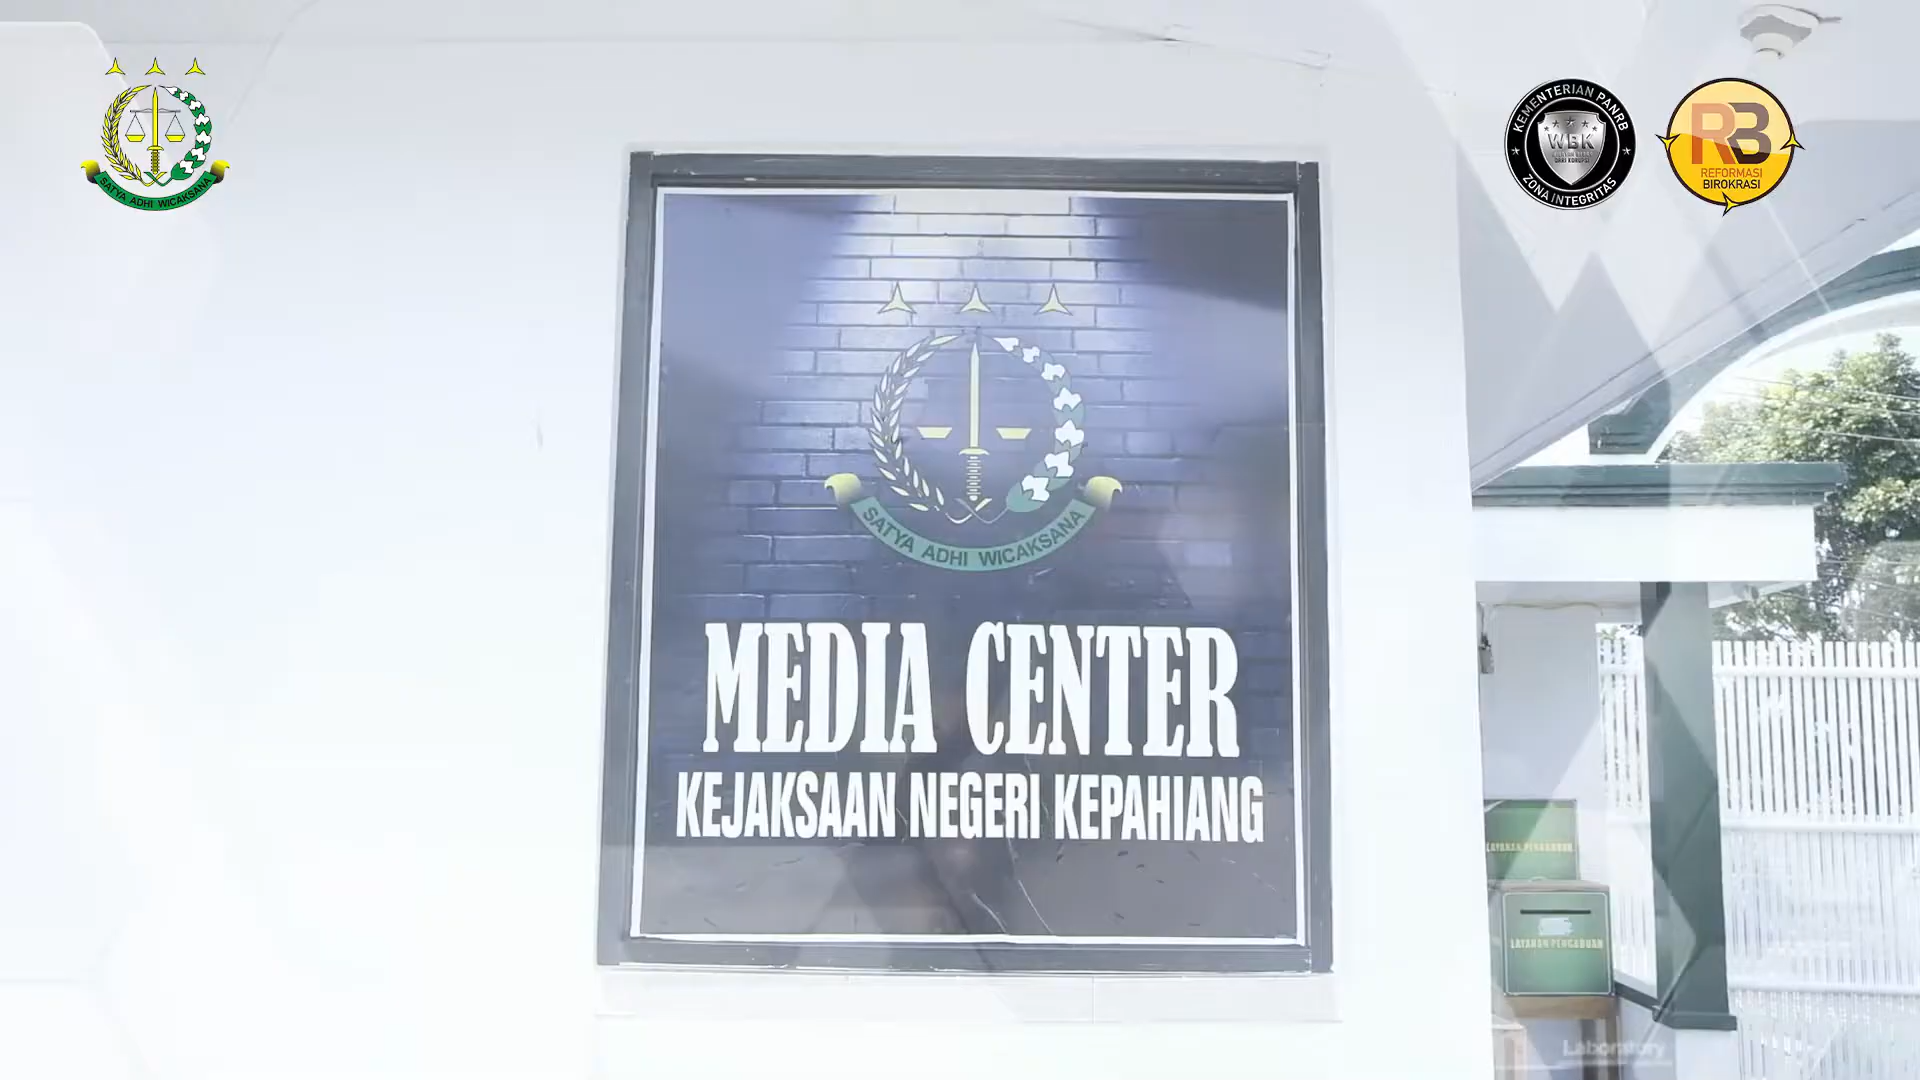 SATYA ADHI WICAKSANA
KEMENTERIAN PANRB
WBK
ZONA INTEGRITAS
RB
REFORMASI
BIROKRASI
SATYA ADHI WICAKSANA
MEDIA CENTER
KEJAKSAAN NEGERI KEPAHIANG
LAYANAN PENGADUAN
LAYANAN PENGADUAN
Laboratory